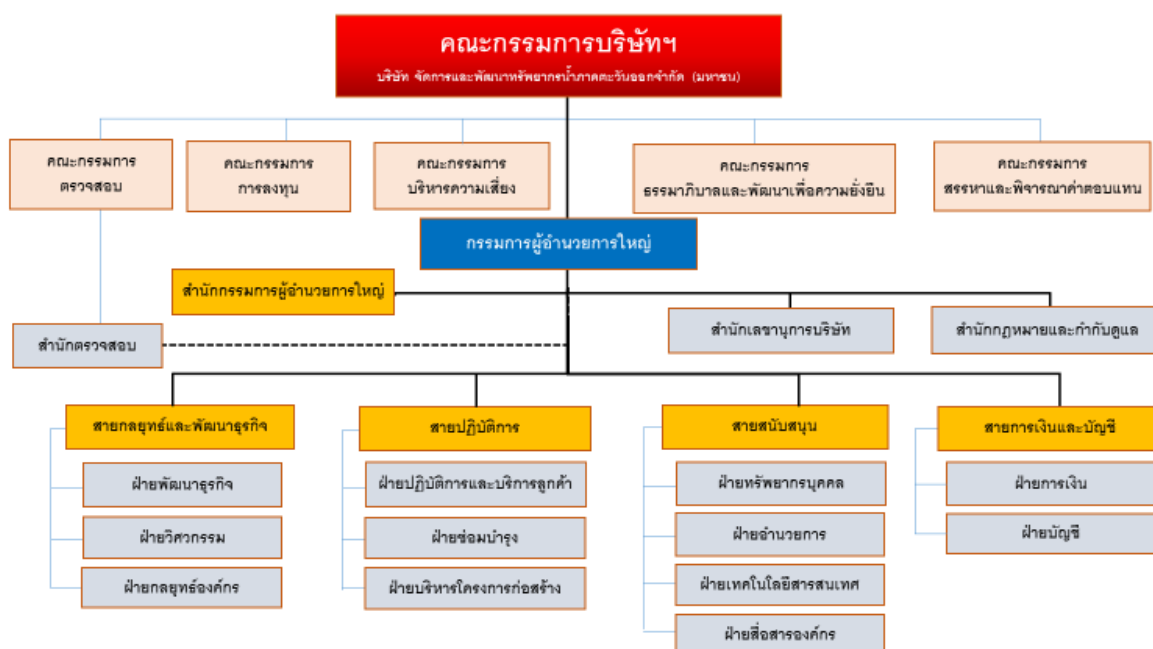 คณะกรรมการบริษัทฯ
บริษัท จัดการและพัฒนาทรัพยากรน้ำภาคตะวันออกจำกัด (มหาชน)
คณะกรรมการ
ตรวจสอบ
คณะกรรมการ
การลงทุน
คณะกรรมการ
บริหารความเสี่ยง
คณะกรรมการ
ธรรมาภิบาลและพัฒนาเพื่อความยั่งยืน
คณะกรรมการ
สรรหาและพิจารณาค่าตอบแทน
กรรมการผู้อำนวยการใหญ่
สำนักกรรมการผู้อำนวยการใหญ่
สำนักตรวจสอบ
สำนักเลขานุการบริษัท
สำนักกฎหมายและกำกับดูแล
สายกลยุทธ์และพัฒนาธุรกิจ
ฝ่ายพัฒนาธุรกิจ
ฝ่ายวิศวกรรม
ฝ่ายกลยุทธ์องค์กร
สายปฏิบัติการ
ฝ่ายปฏิบัติการและบริการลูกค้า
ฝ่ายซ่อมบำรุง
ฝ่ายบริหารโครงการก่อสร้าง
สายสนับสนุน
ฝ่ายทรัพยากรบุคคล
ฝ่ายอำนวยการ
ฝ่ายเทคโนโลยีสารสนเทศ
ฝ่ายสื่อสารองค์กร
สายการเงินและบัญชี
ฝ่ายการเงิน
ฝ่ายบัญชี